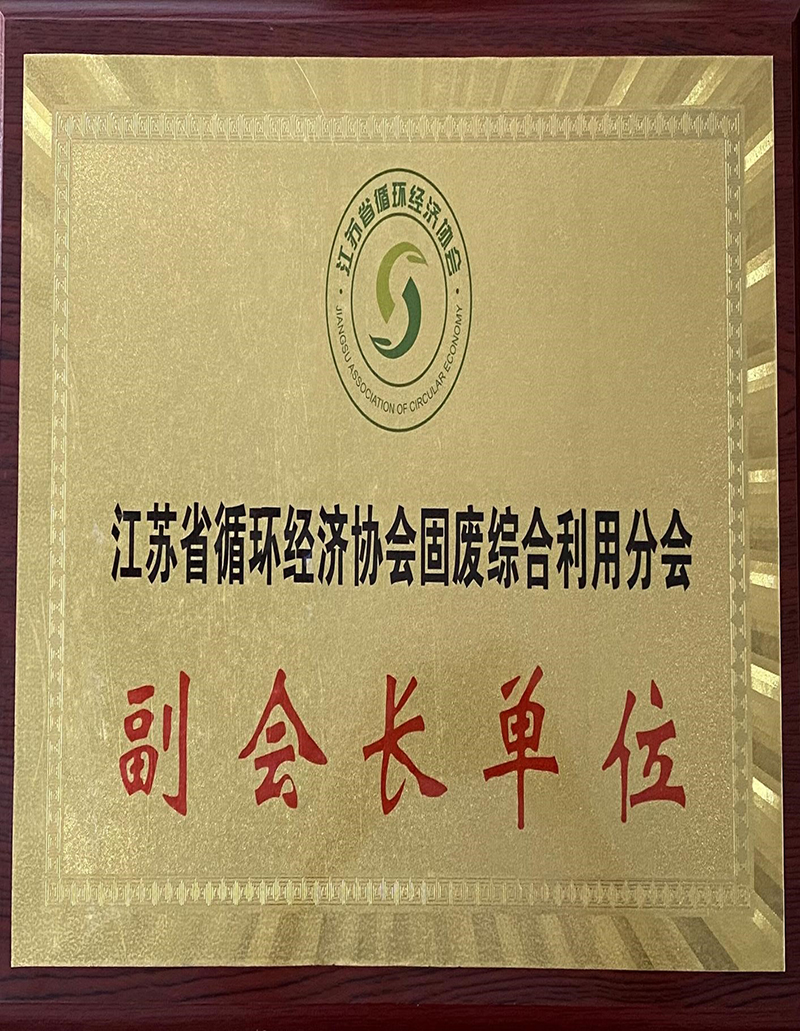 江苏省循环经济协会
JIANGSU ASSOCIATION OF CIRCULAR ECONOMY
江苏省循环经济协会固废综合利用分会
副会长单位